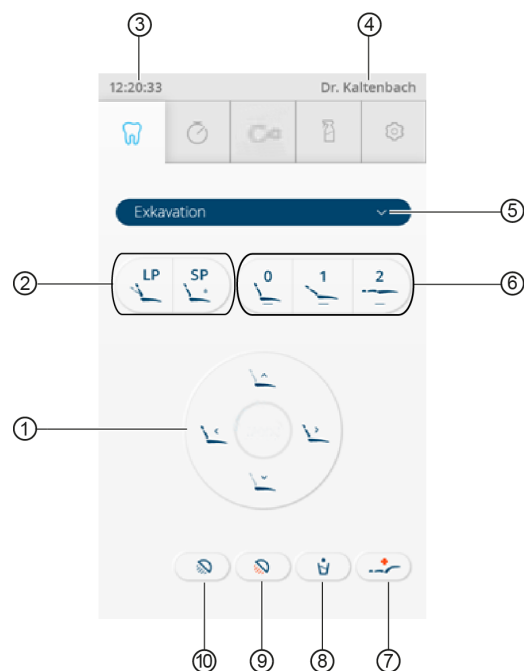 ③ ④
12:20:33 Dr. Kaltenbach
Exkavation ⑤
② LP SP 0 1 2 ⑥
①
⑩ ⑨ ⑧ ⑦